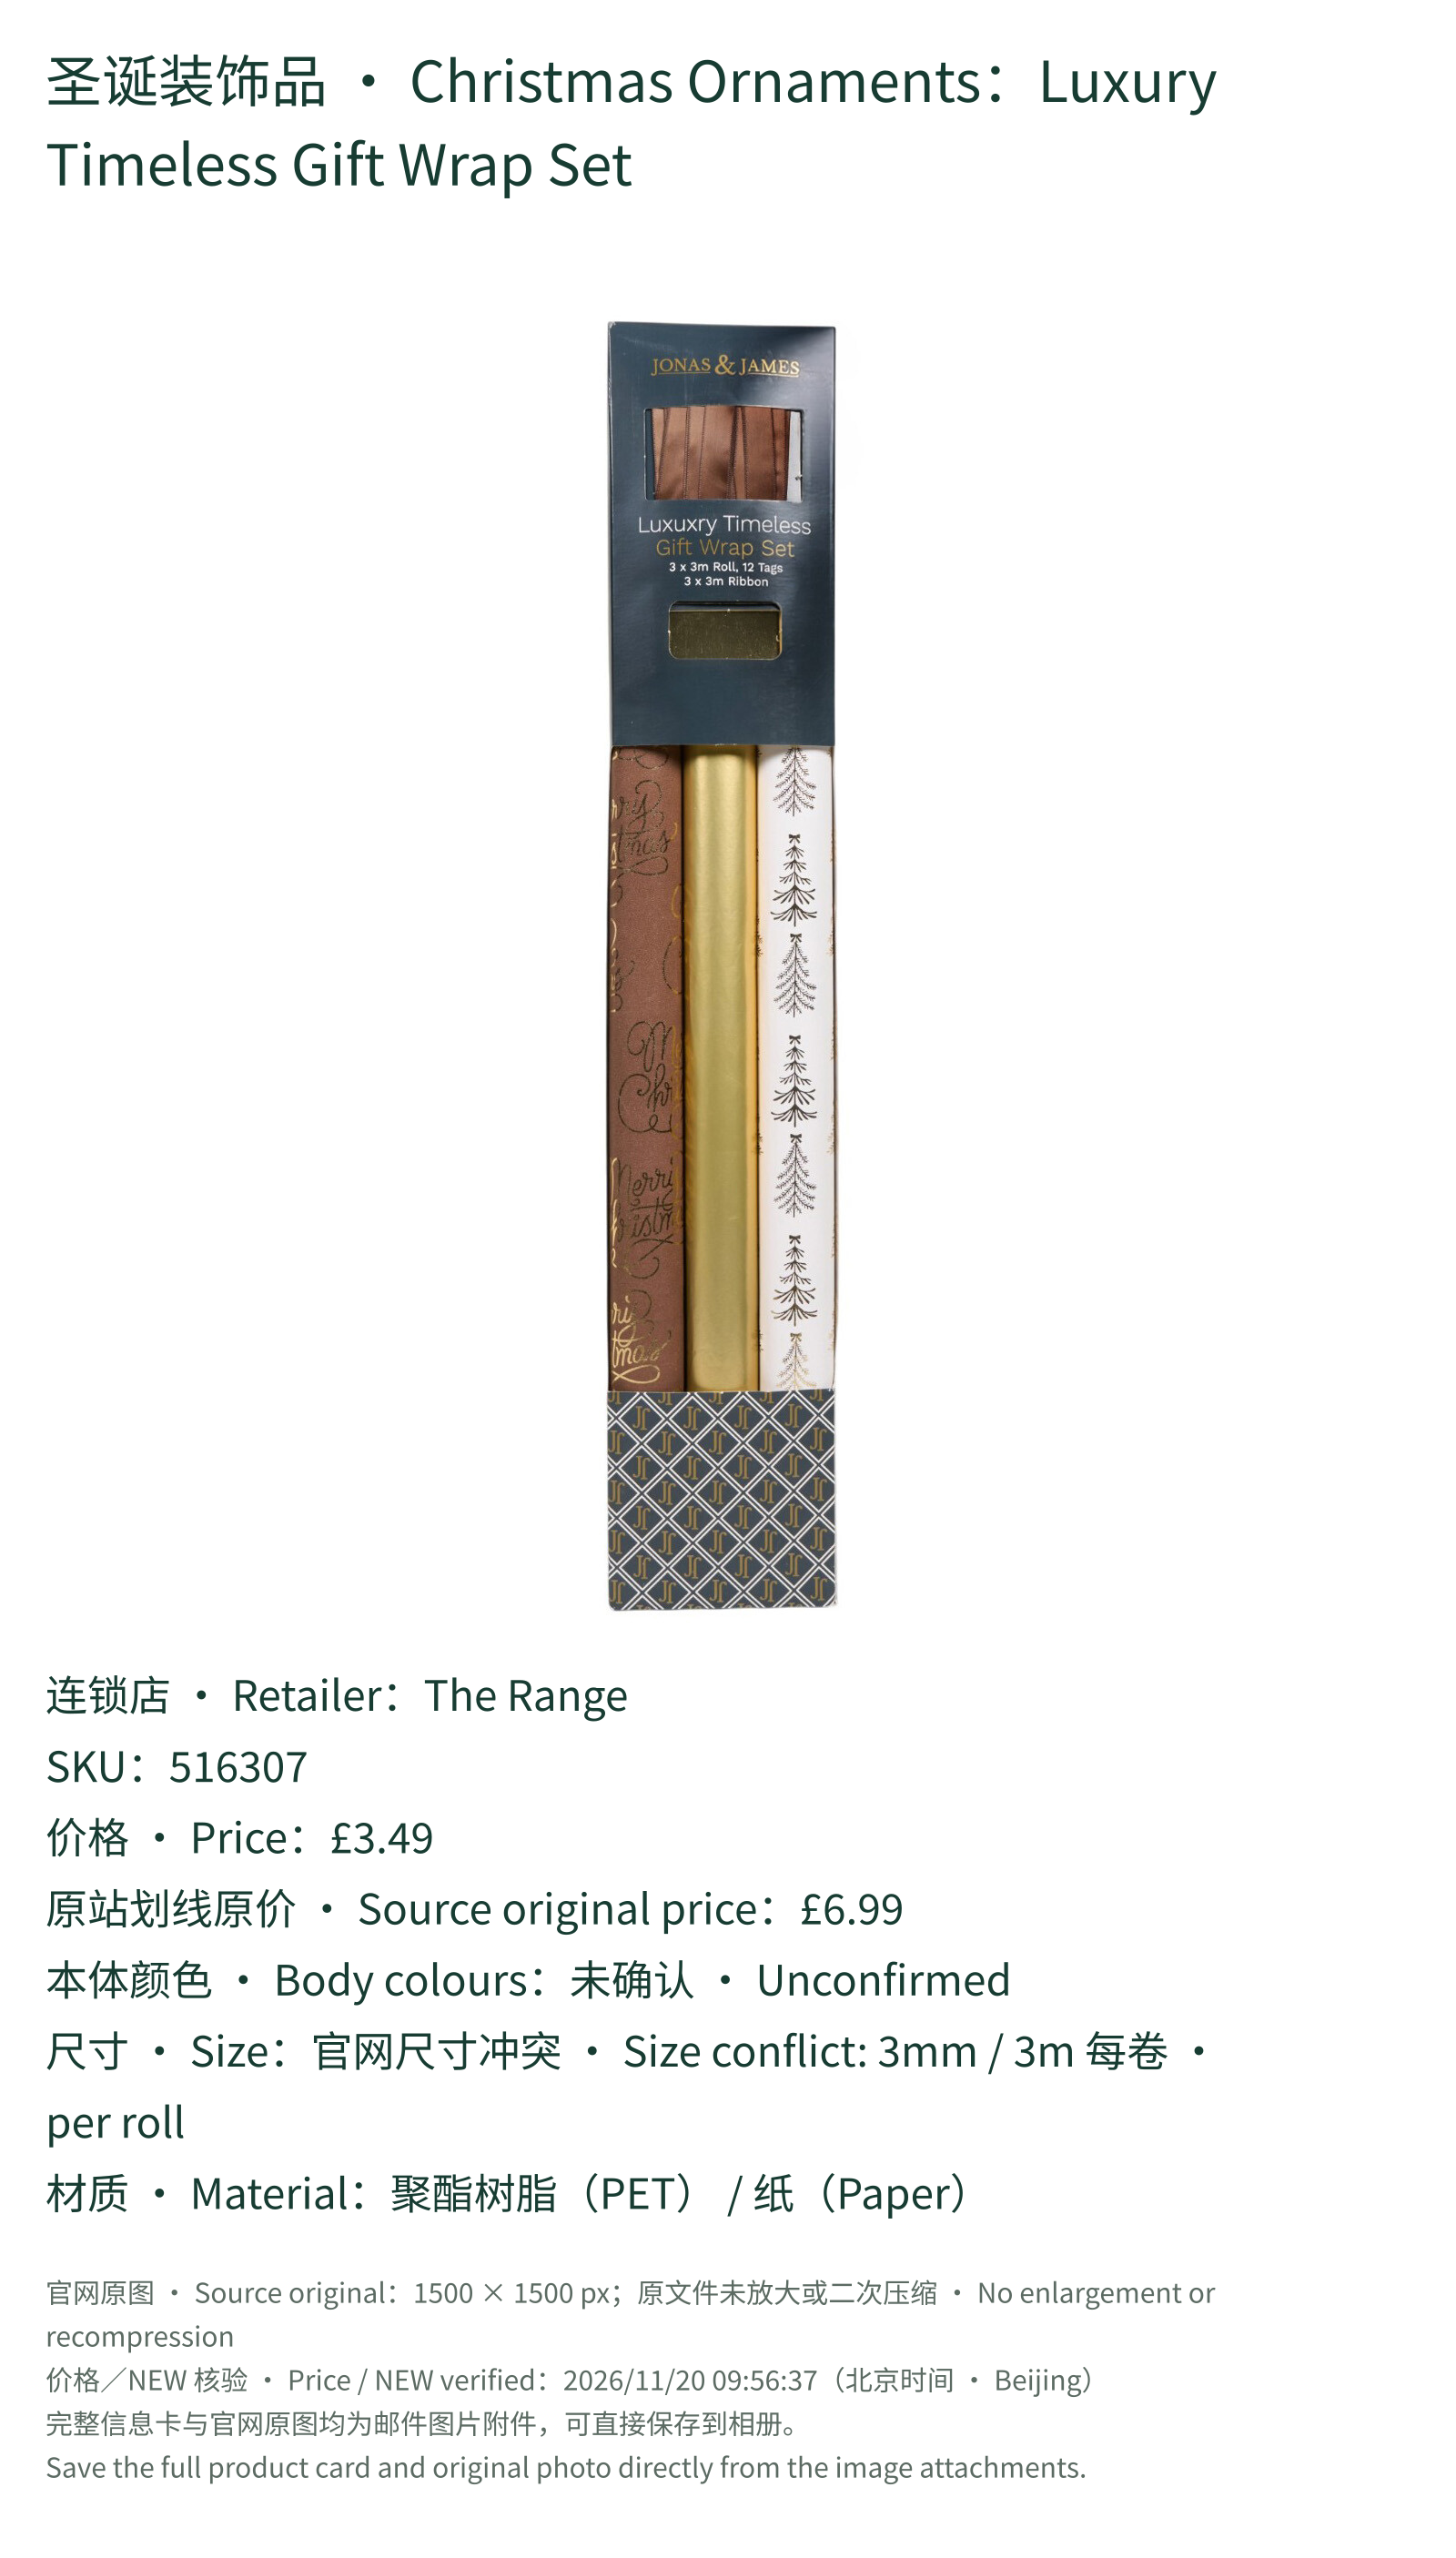 圣诞装饰品 · Christmas Ornaments：Luxury
Timeless Gift Wrap Set
JONAS & JAMES
Luxuxry Timeless
Gift Wrap Set
3 x 3m Roll, 12 Tags
3 x 3m Ribbon
连锁店 · Retailer：The Range
SKU：516307
价格 · Price：£3.49
原站划线原价 · Source original price：£6.99
本体颜色 · Body colours：未确认 · Unconfirmed
尺寸 · Size：官网尺寸冲突 · Size conflict: 3mm / 3m 每卷 ·
per roll
材质 · Material：聚酯树脂（PET） / 纸（Paper）
官网原图 · Source original：1500 × 1500 px；原文件未放大或二次压缩 · No enlargement or
recompression
价格／NEW 核验 · Price / NEW verified：2026/11/20 09:56:37（北京时间 · Beijing）
完整信息卡与官网原图均为邮件图片附件，可直接保存到相册。
Save the full product card and original photo directly from the image attachments.